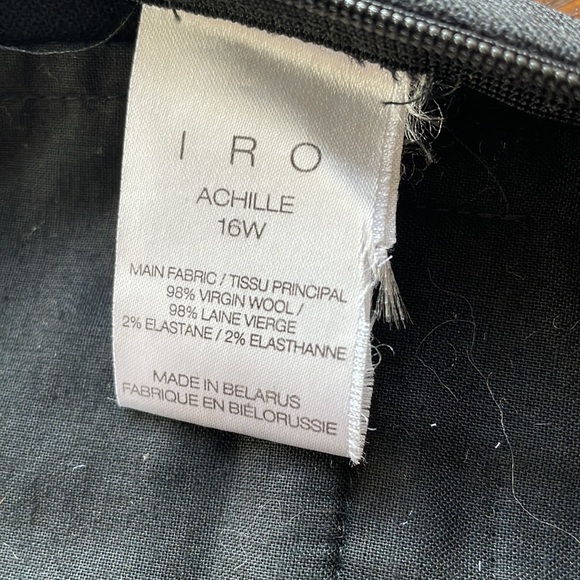 IRO
ACHILLE
16W
MAIN FABRIC / TISSU PRINCIPAL
98% VIRGIN WOOL /
98% LAINE VIERGE
2% ELASTANE / 2% ELASTHANNE
MADE IN BELARUS
FABRIQUE EN BIÉLORUSSIE